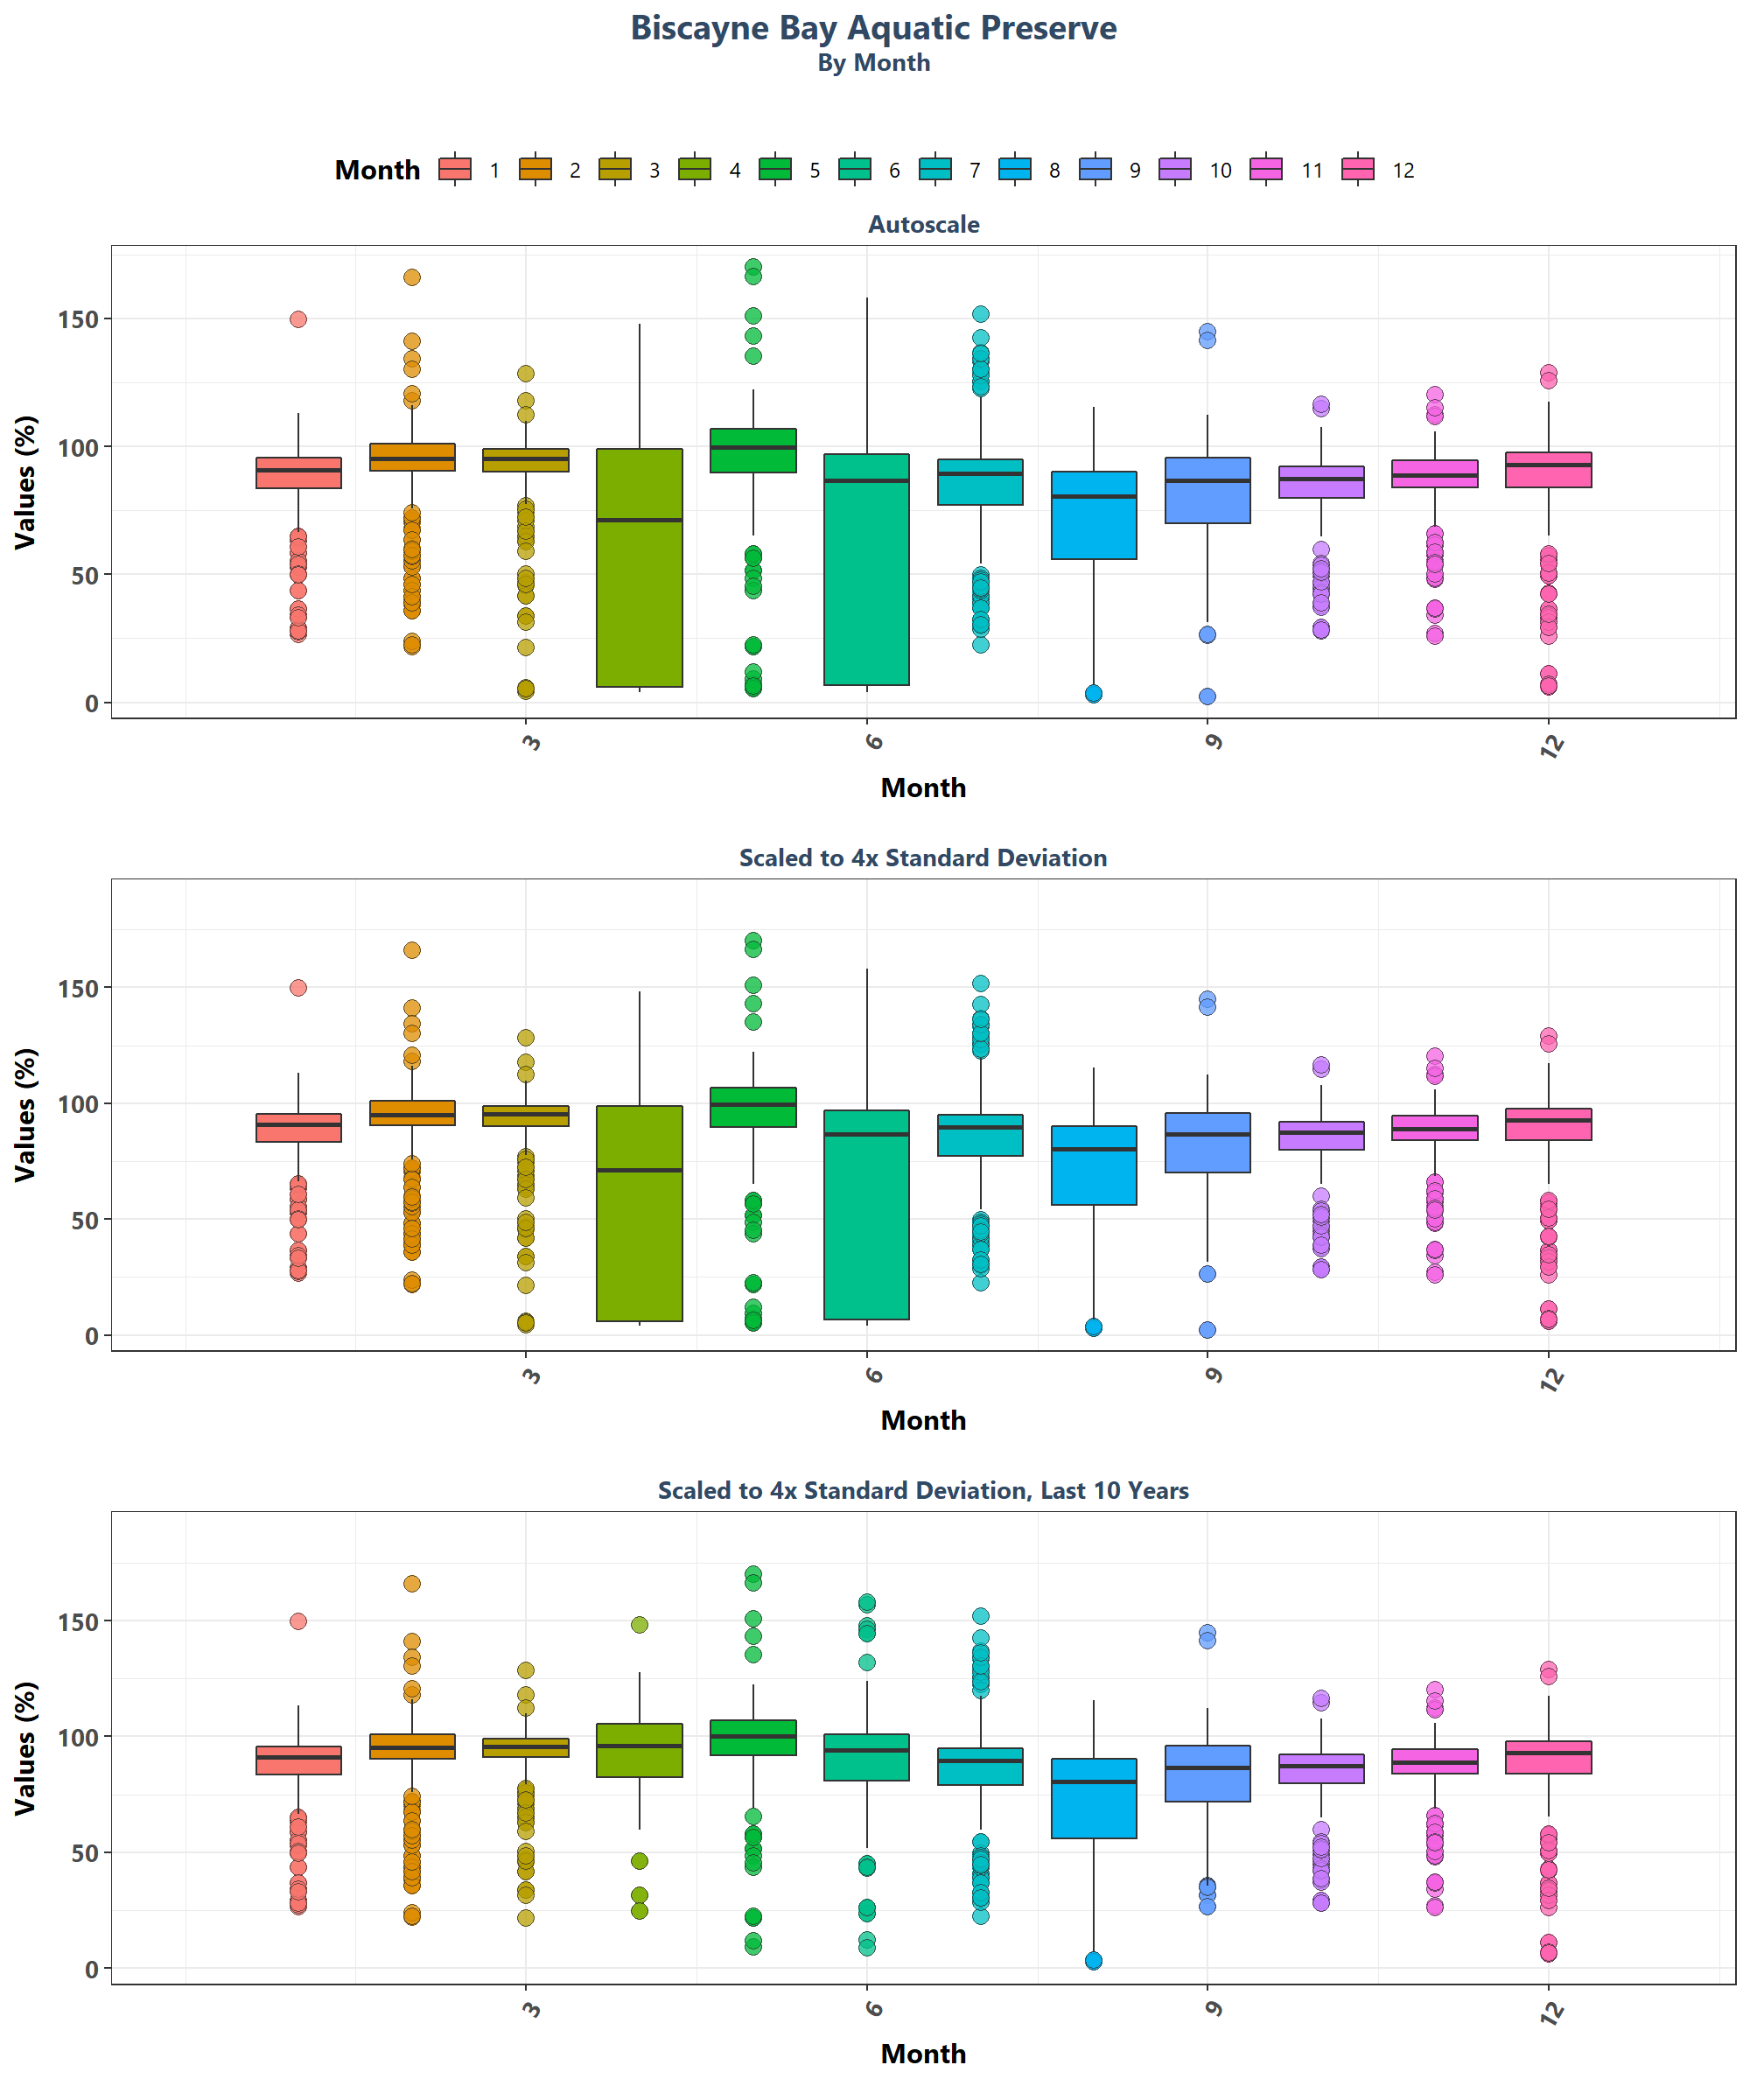 Biscayne Bay Aquatic Preserve
By Month
Month 1 2 3 4 5 6 7 8 9 10 11 12
Autoscale
Values (%)
150
100
50
0
3 6 9 12
Month
Scaled to 4x Standard Deviation
Values (%)
150
100
50
0
3 6 9 12
Month
Scaled to 4x Standard Deviation, Last 10 Years
Values (%)
150
100
50
0
3 6 9 12
Month